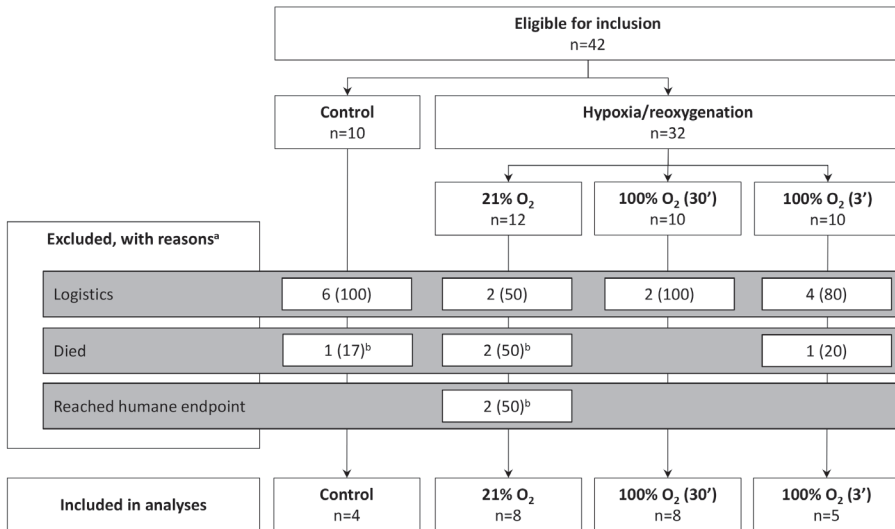 Eligible for inclusion
n=42
Control
n=10
Hypoxia/reoxygenation
n=32
21% O₂
n=12
100% O₂ (30’)
n=10
100% O₂ (3’)
n=10
Excluded, with reasonsᵃ
Logistics
6 (100)
2 (50)
2 (100)
4 (80)
Died
1 (17)ᵇ
2 (50)ᵇ
1 (20)
Reached humane endpoint
2 (50)ᵇ
Included in analyses
Control
n=4
21% O₂
n=8
100% O₂ (30’)
n=8
100% O₂ (3’)
n=5